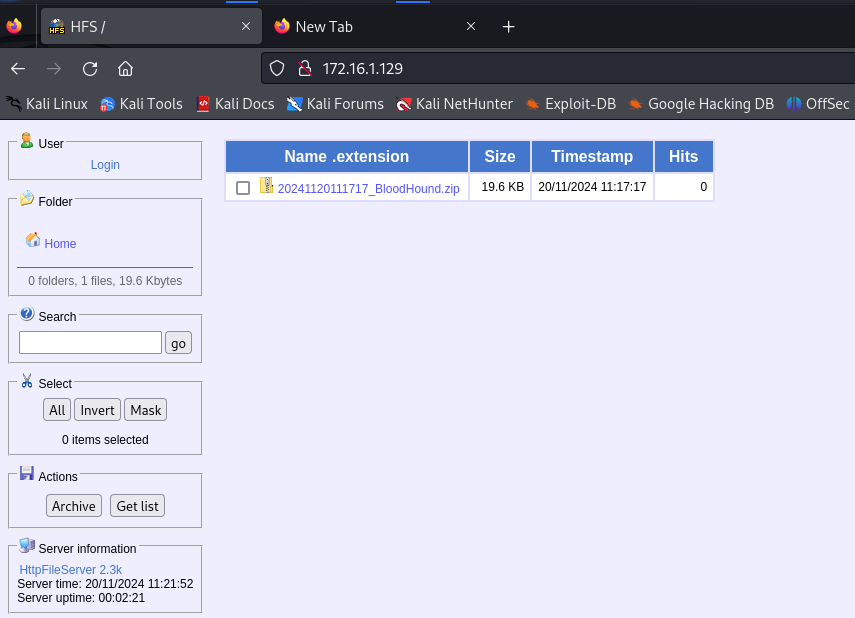 HFS /
New Tab
172.16.1.129
Kali Linux Kali Tools Kali Docs Kali Forums Kali NetHunter Exploit-DB Google Hacking DB OffSec
User
Login
Folder
Home
0 folders, 1 files, 19.6 Kbytes
Search
go
Select
All Invert Mask
0 items selected
Actions
Archive Get list
Server information
HttpFileServer 2.3k
Server time: 20/11/2024 11:21:52
Server uptime: 00:02:21
Name .extension Size Timestamp Hits
20241120111717_BloodHound.zip 19.6 KB 20/11/2024 11:17:17 0